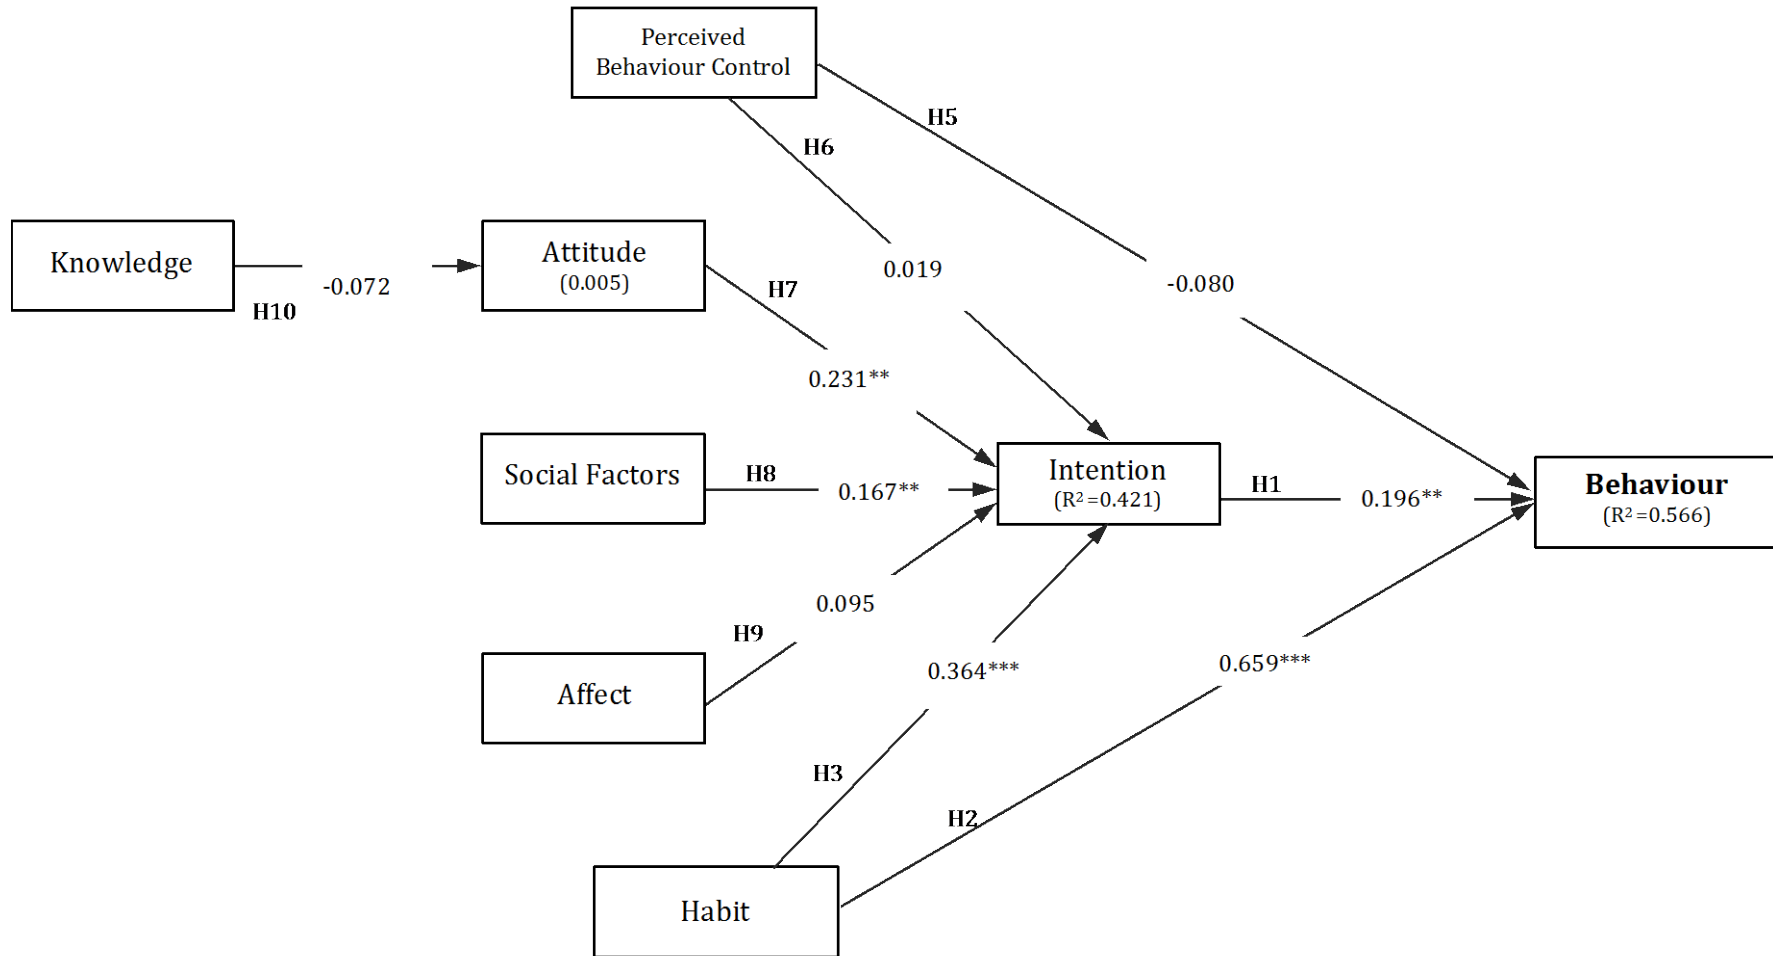 Perceived
Behaviour Control
H5
H6
Knowledge
Attitude
(0.005)
-0.072
H10
H7
0.019
-0.080
0.231**
Social Factors
H8
0.167**
Intention
(R²=0.421)
H1
0.196**
Behaviour
(R²=0.566)
0.095
H9
Affect
0.364***
0.659***
H3
H2
Habit